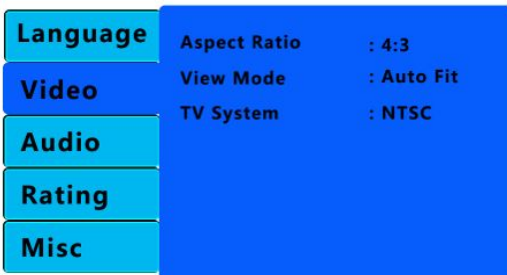 Language
Video
Audio
Rating
Misc
Aspect Ratio : 4:3
View Mode : Auto Fit
TV System : NTSC